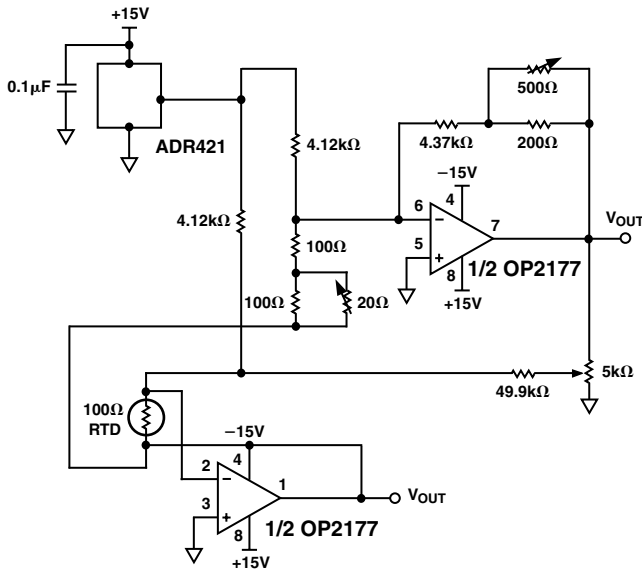 +15V
0.1μF
ADR421
4.12kΩ
4.12kΩ
100Ω
100Ω
20Ω
500Ω
4.37kΩ
200Ω
−15V
6
4
7
5
8
+15V
1/2 OP2177
VOUT
49.9kΩ
5kΩ
100Ω
RTD
−15V
2
4
1
3
8
+15V
1/2 OP2177
VOUT